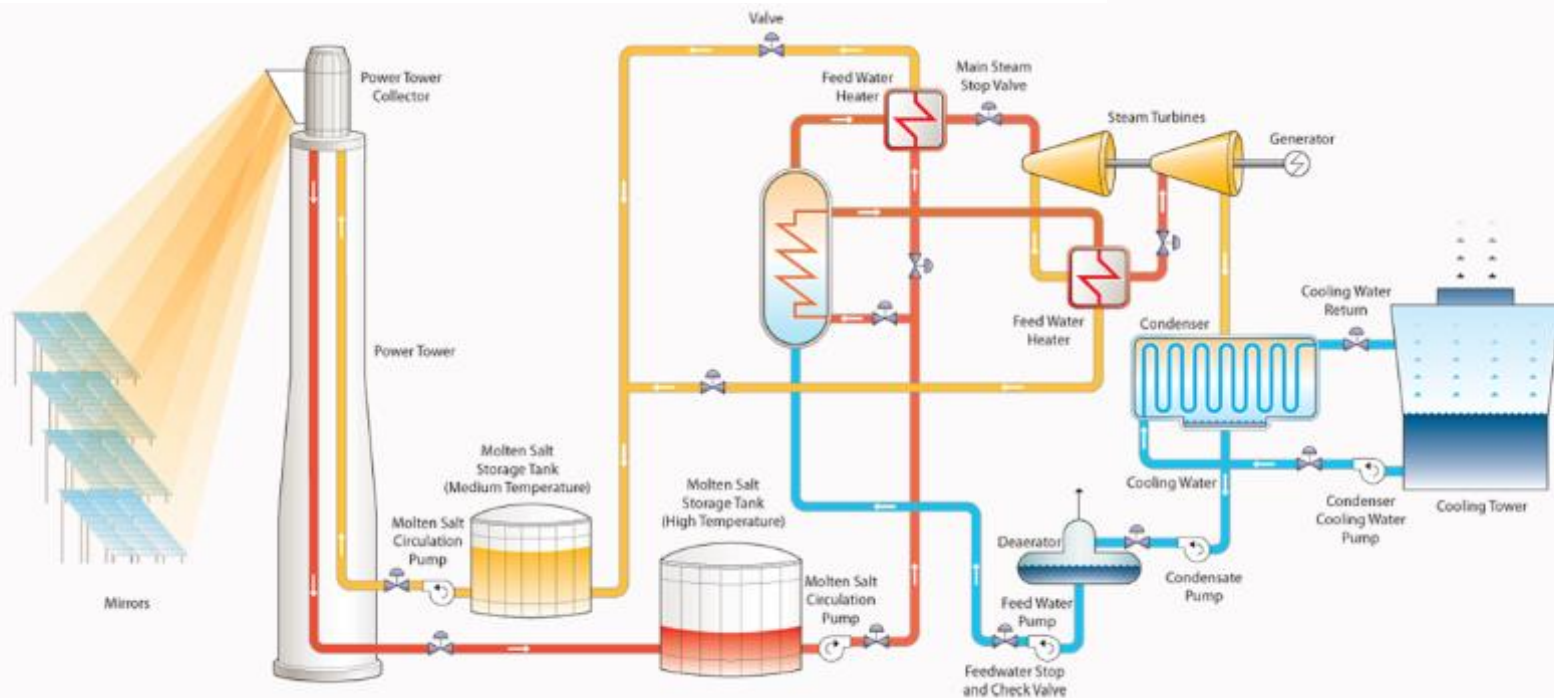 Valve
Power Tower
Collector
Feed Water
Heater
Main Steam
Stop Valve
Steam Turbines
Generator
Power Tower
Feed Water
Heater
Condenser
Cooling Water
Return
Molten Salt
Storage Tank
(Medium Temperature)
Molten Salt
Storage Tank
(High Temperature)
Molten Salt
Circulation
Pump
Mirrors
Molten Salt
Circulation
Pump
Cooling Water
Condenser
Cooling Water
Pump
Cooling Tower
Deaerator
Condensate
Pump
Feed Water
Pump
Feedwater Stop
and Check Valve